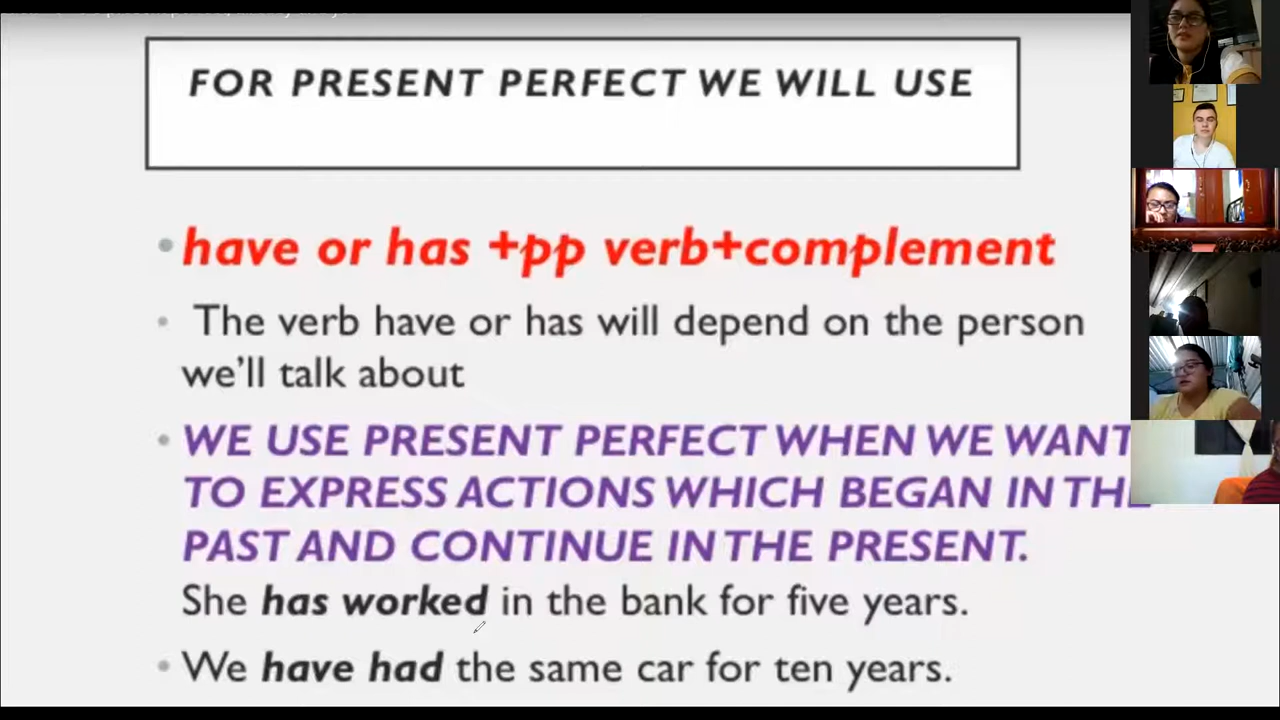 FOR PRESENT PERFECT WE WILL USE
have or has +pp verb+complement
The verb have or has will depend on the person
we'll talk about
WE USE PRESENT PERFECT WHEN WE WANT
TO EXPRESS ACTIONS WHICH BEGAN IN THE
PAST AND CONTINUE IN THE PRESENT.
She has worked in the bank for five years.
We have had the same car for ten years.